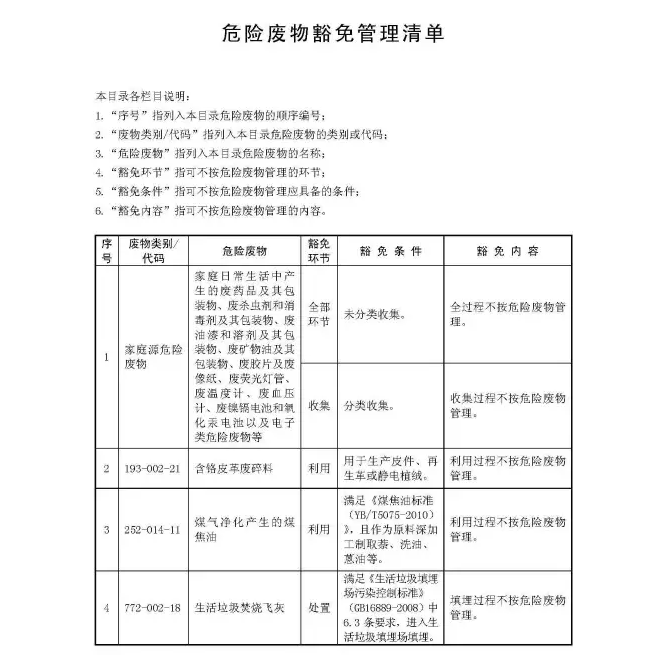 危险废物豁免管理清单
本目录各栏目说明：
1. “序号”指列入本目录危险废物的顺序编号；
2. “废物类别/代码”指列入本目录危险废物的类别或代码；
3. “危险废物”指列入本目录危险废物的名称；
4. “豁免环节”指可不按危险废物管理的环节；
5. “豁免条件”指可不按危险废物管理应具备的条件；
6. “豁免内容”指可不按危险废物管理的内容。
序
号
废物类别/
代码
危险废物
豁免
环节
豁 免 条 件
豁 免 内 容
1
家庭源危险
废物
家庭日常生活中产
生的废药品及其包
装物、废杀虫剂和消
毒剂及其包装物、废
油漆和溶剂及其包
装物、废矿物油及其
包装物、废胶片及废
像纸、废荧光灯管、
废温度计、废血压
计、废镍镉电池和氧
化汞电池以及电子
类危险废物等
全部
环节
未分类收集。
全过程不按危险废物管
理。
收集
分类收集。
收集过程不按危险废物
管理。
2
193-002-21
含铬皮革废碎料
利用
用于生产皮件、再
生革或静电植绒。
利用过程不按危险废物
管理。
3
252-014-11
煤气净化产生的煤
焦油
利用
满足《煤焦油标准
（YB/T5075-2010）
》，且作为原料深加
工制取萘、洗油、
蒽油等。
利用过程不按危险废物
管理。
4
772-002-18
生活垃圾焚烧飞灰
处置
满足《生活垃圾填埋
场污染控制标准》
（GB16889-2008）中
6.3 条要求，进入生
活垃圾填埋场填埋。
填埋过程不按危险废物
管理。